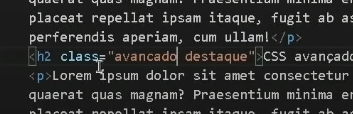 quaerat quas magnam? Praesentium minima er
placeat repellat ipsam itaque, fugit ab as
perferendis aperiam, cum ullam!</p>
<h2 class="avancado destaque">CSS avançado
<p>Lorem ipsum dolor sit amet consectetur
quaerat quas magnam? Praesentium minima er
placeat repellat ipsam itaque, fugit ab as